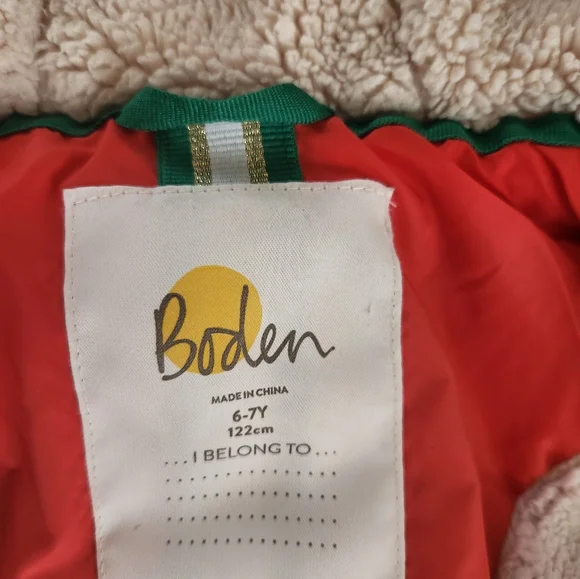 Boden
MADE IN CHINA
6-7Y
122cm
...I BELONG TO...